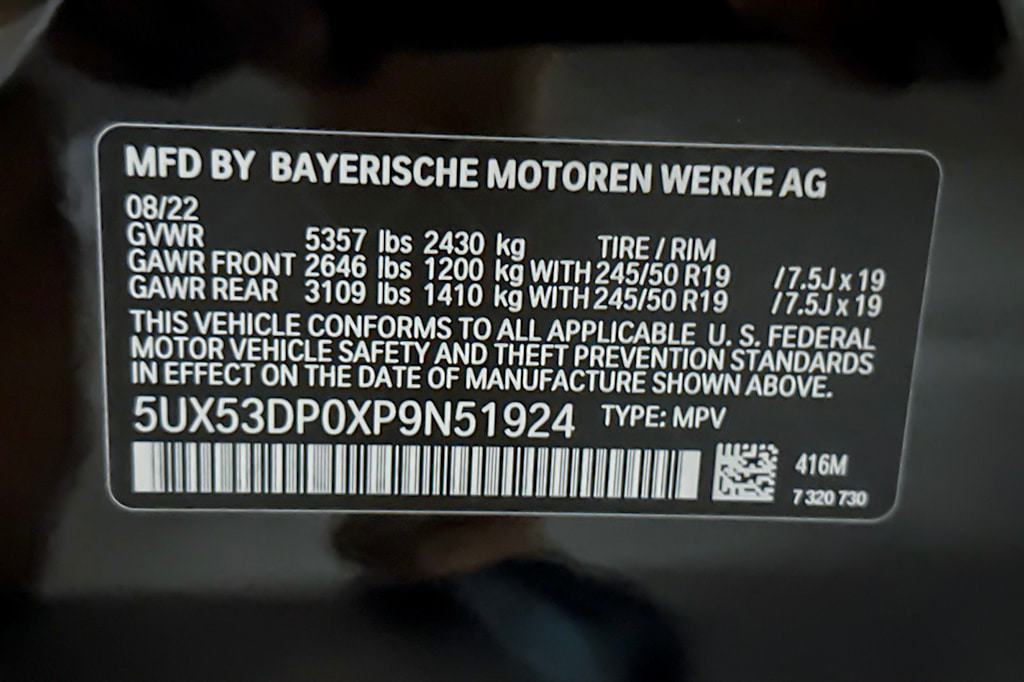 MFD BY BAYERISCHE MOTOREN WERKE AG
08/22
GVWR 5357 lbs 2430 kg TIRE / RIM
GAWR FRONT 2646 lbs 1200 kg WITH 245/50 R19 /7.5J x 19
GAWR REAR 3109 lbs 1410 kg WITH 245/50 R19 /7.5J x 19
THIS VEHICLE CONFORMS TO ALL APPLICABLE U. S. FEDERAL
MOTOR VEHICLE SAFETY AND THEFT PREVENTION STANDARDS
IN EFFECT ON THE DATE OF MANUFACTURE SHOWN ABOVE.
5UX53DP0XP9N51924 TYPE: MPV
416M
7 320 730